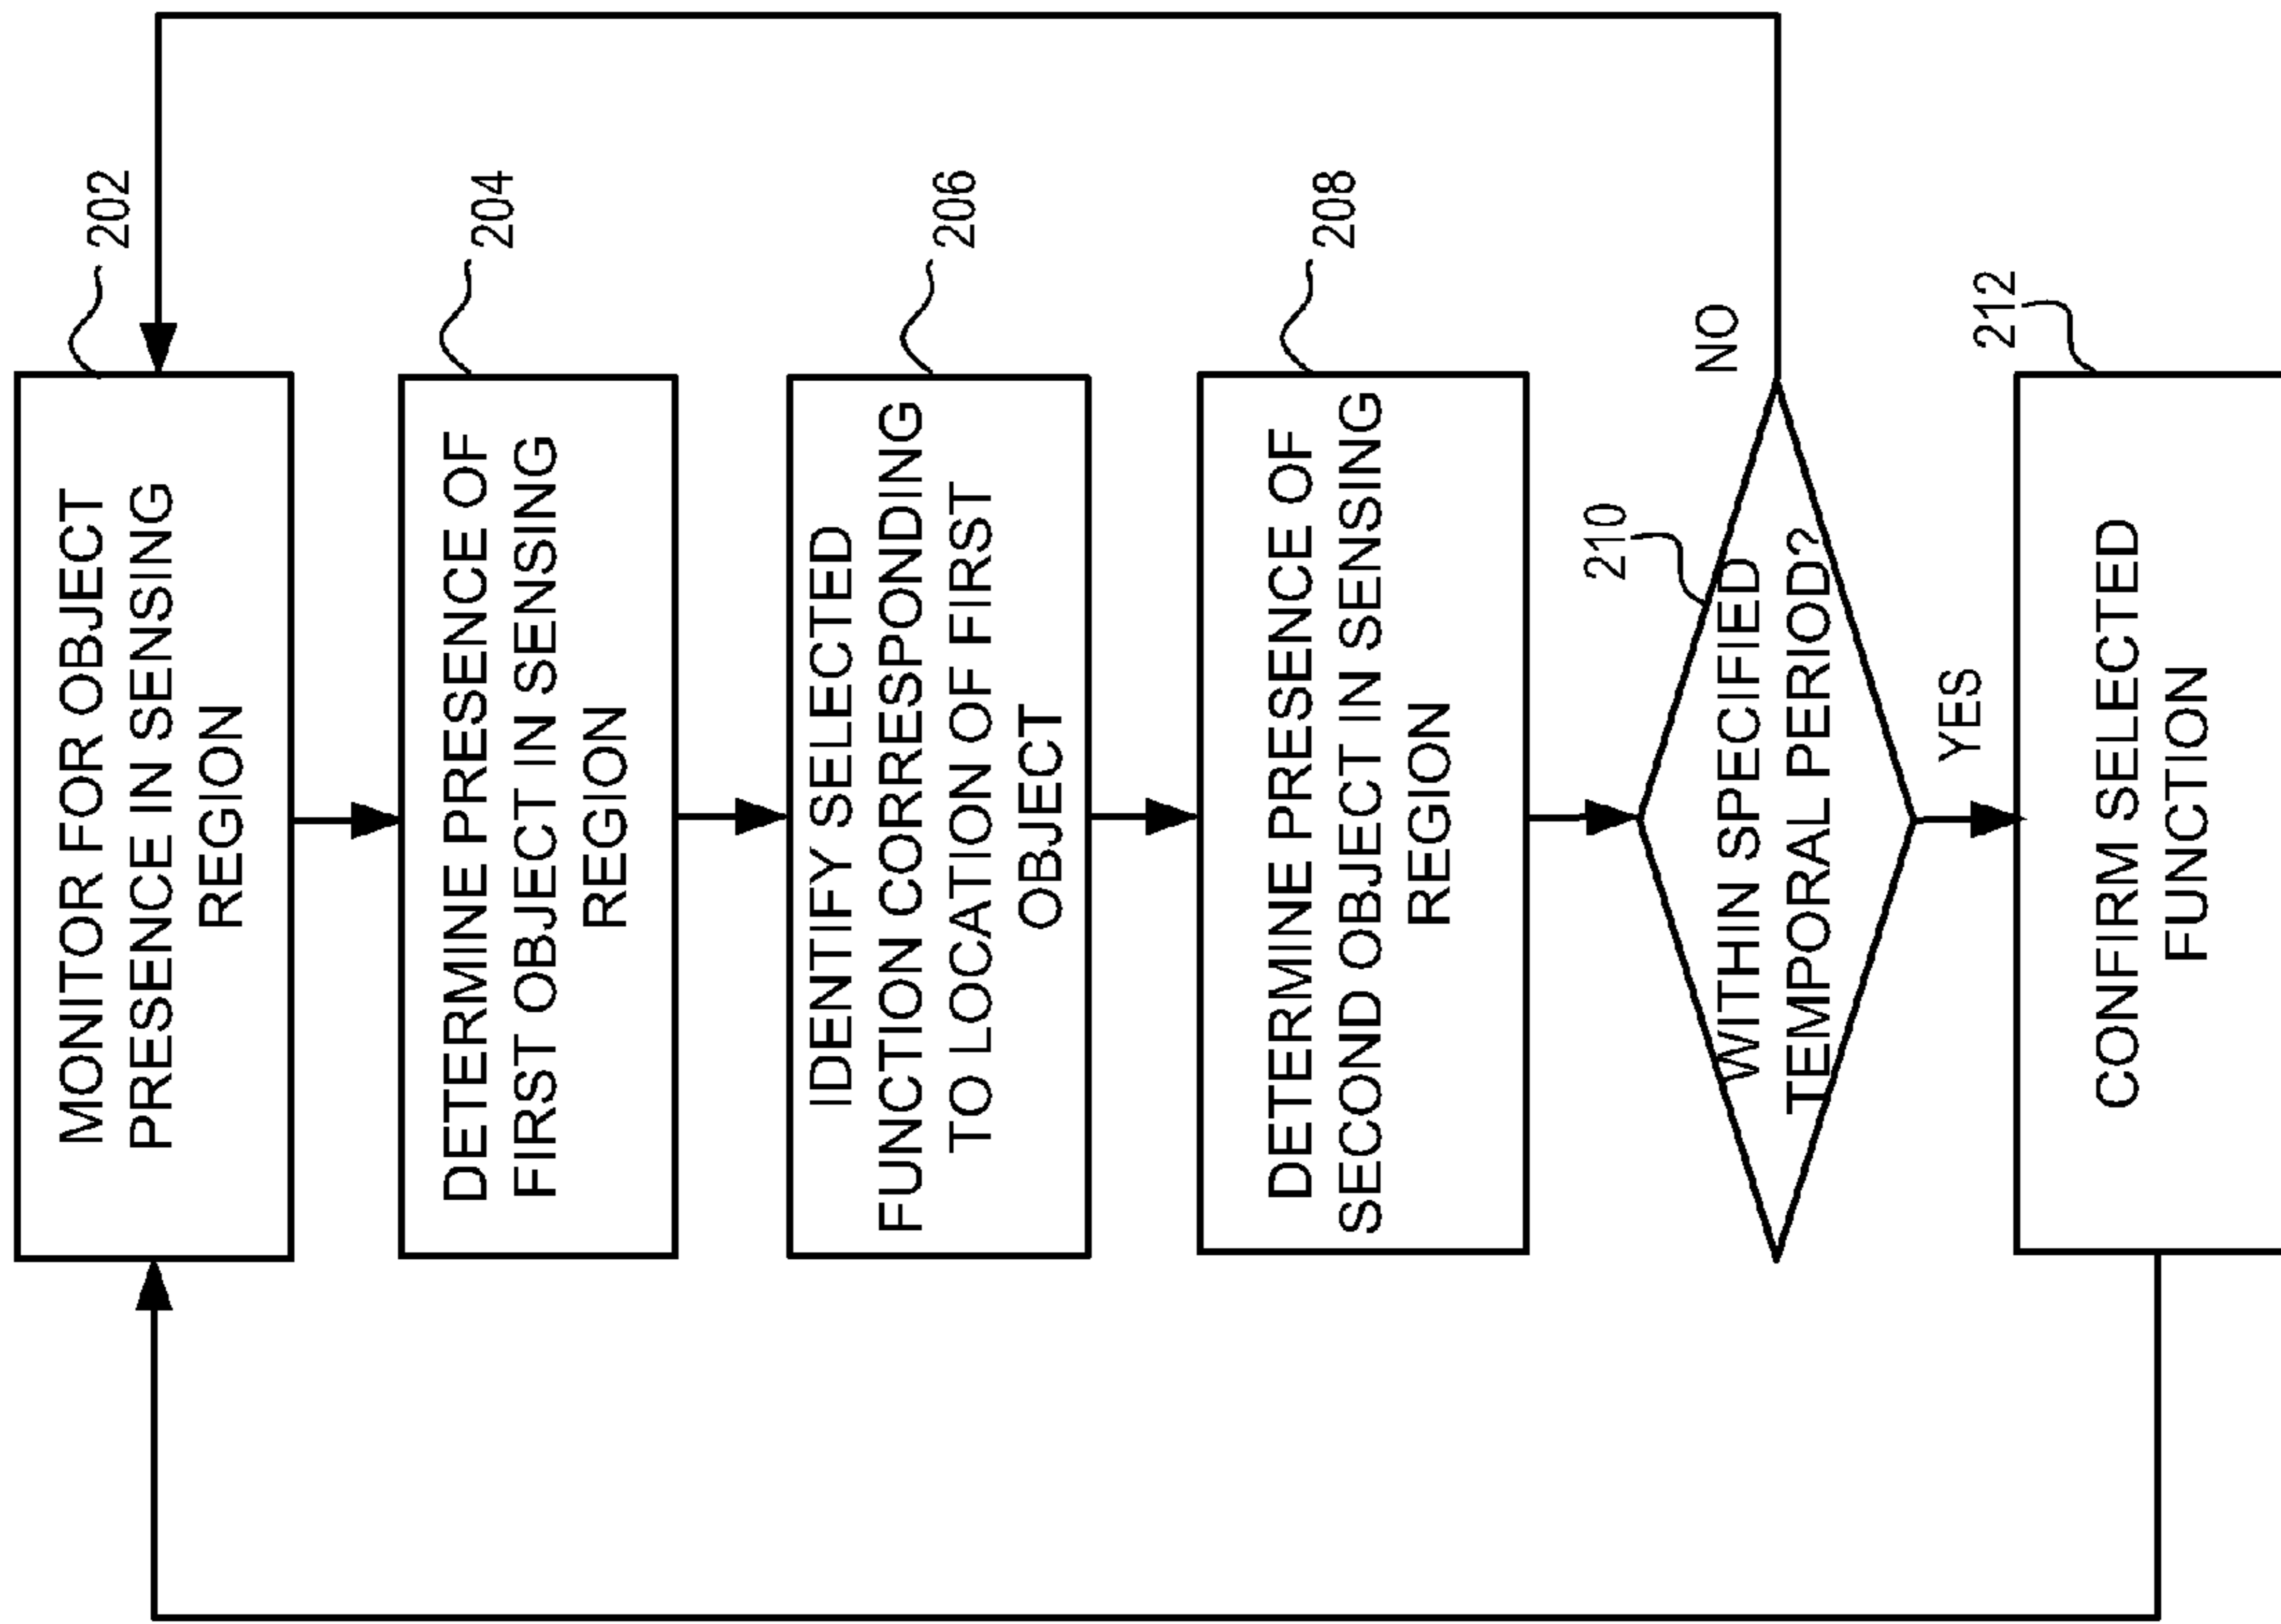 MONITOR FOR OBJECT
PRESENCE IN SENSING
REGION
202
DETERMINE PRESENCE OF
FIRST OBJECT IN SENSING
REGION
204
IDENTIFY SELECTED
FUNCTION CORRESPONDING
TO LOCATION OF FIRST
OBJECT
206
DETERMINE PRESENCE OF
SECOND OBJECT IN SENSING
REGION
208
210
WITHIN SPECIFIED
TEMPORAL PERIOD?
NO
YES
212
CONFIRM SELECTED
FUNCTION